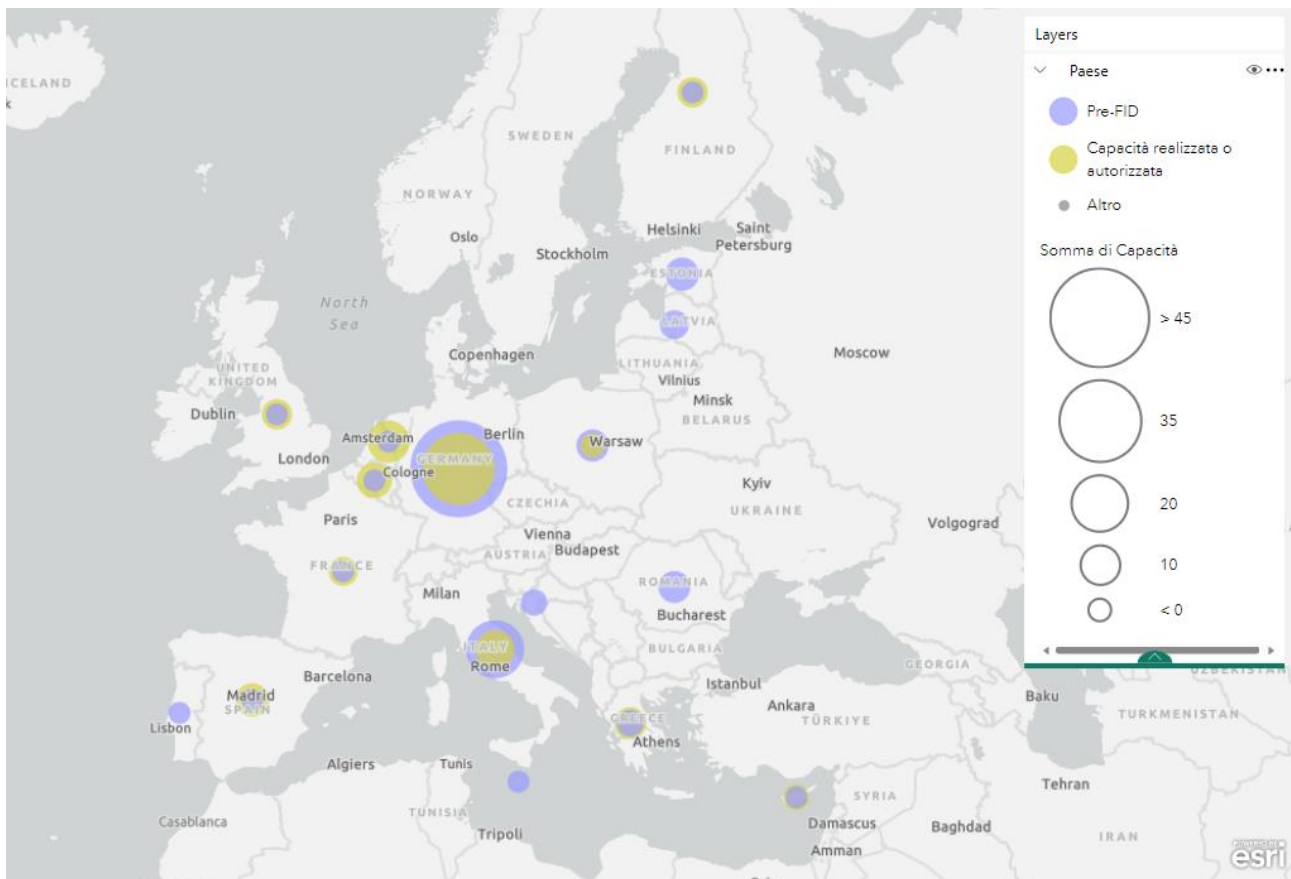 ICELAND
k
SWEDEN
FINLAND
NORWAY
Oslo
Helsinki
Saint
Petersburg
Stockholm
North
Sea
ESTONIA
LATVIA
Copenhagen
LITHUANIA
Vilnius
Moscow
UNITED
KINGDOM
Minsk
BELARUS
Dublin
Amsterdam
Berlin
Warsaw
London
GERMANY
Cologne
Kyiv
CZECHIA
UKRAINE
Paris
Volgograd
Vienna
AUSTRIA
Budapest
FRANCE
ROMANIA
Milan
Bucharest
ITALY
BULGARIA
Rome
GEORGIA
UZBEKISTAN
Barcelona
Istanbul
Madrid
SPAIN
Baku
Ankara
TÜRKIYE
TURKMENISTAN
Lisbon
GREECE
Athens
Algiers
Tunis
Tehran
SYRIA
TUNISIA
Casablanca
Damascus
Baghdad
Tripoli
IRAN
Amman
Layers
Paese
Pre-FID
Capacità realizzata o
autorizzata
Altro
Somma di Capacità
> 45
35
20
10
< 0
POWERED BY
esri